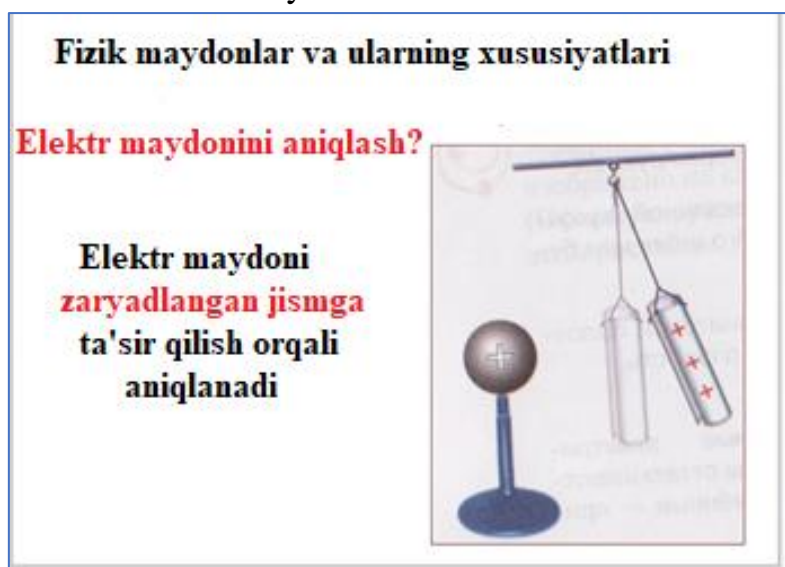 Fizik maydonlar va ularning xususiyatlari
Elektr maydonini aniqlash?
Elektr maydoni
zaryadlangan jismga
ta'sir qilish orqali
aniqlanadi
+
+
+
+